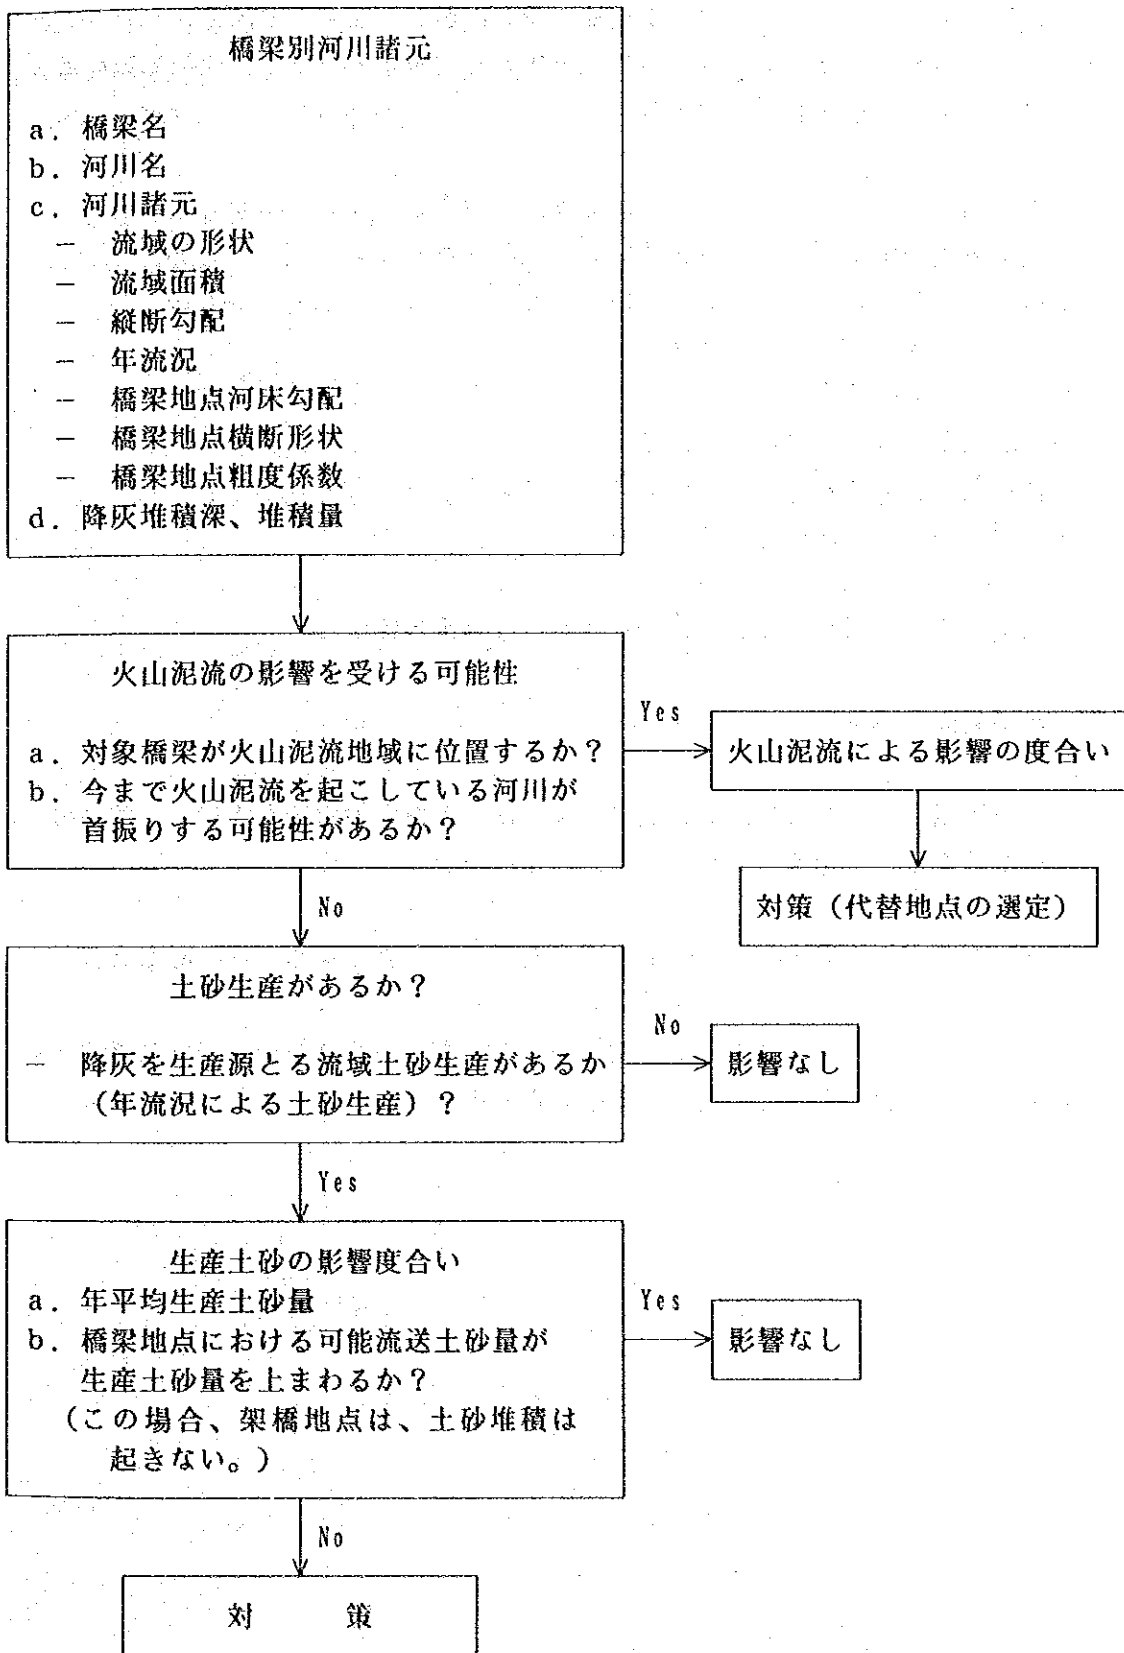 橋梁別河川諸元
a. 橋梁名
b. 河川名
c. 河川諸元
－ 流域の形状
－ 流域面積
－ 縦断勾配
－ 年流況
－ 橋梁地点河床勾配
－ 橋梁地点横断形状
－ 橋梁地点粗度係数
d. 降灰堆積深、堆積量
火山泥流の影響を受ける可能性
a. 対象橋梁が火山泥流地域に位置するか？
b. 今まで火山泥流を起こしている河川が
首振りする可能性があるか？
Yes
火山泥流による影響の度合い
対策（代替地点の選定）
No
土砂生産があるか？
－ 降灰を生産源とる流域土砂生産があるか
（年流況による土砂生産）？
No
影響なし
Yes
生産土砂の影響度合い
a. 年平均生産土砂量
b. 橋梁地点における可能流送土砂量が
生産土砂量を上まわるか？
（この場合、架橋地点は、土砂堆積は
起きない。）
Yes
影響なし
No
対 策